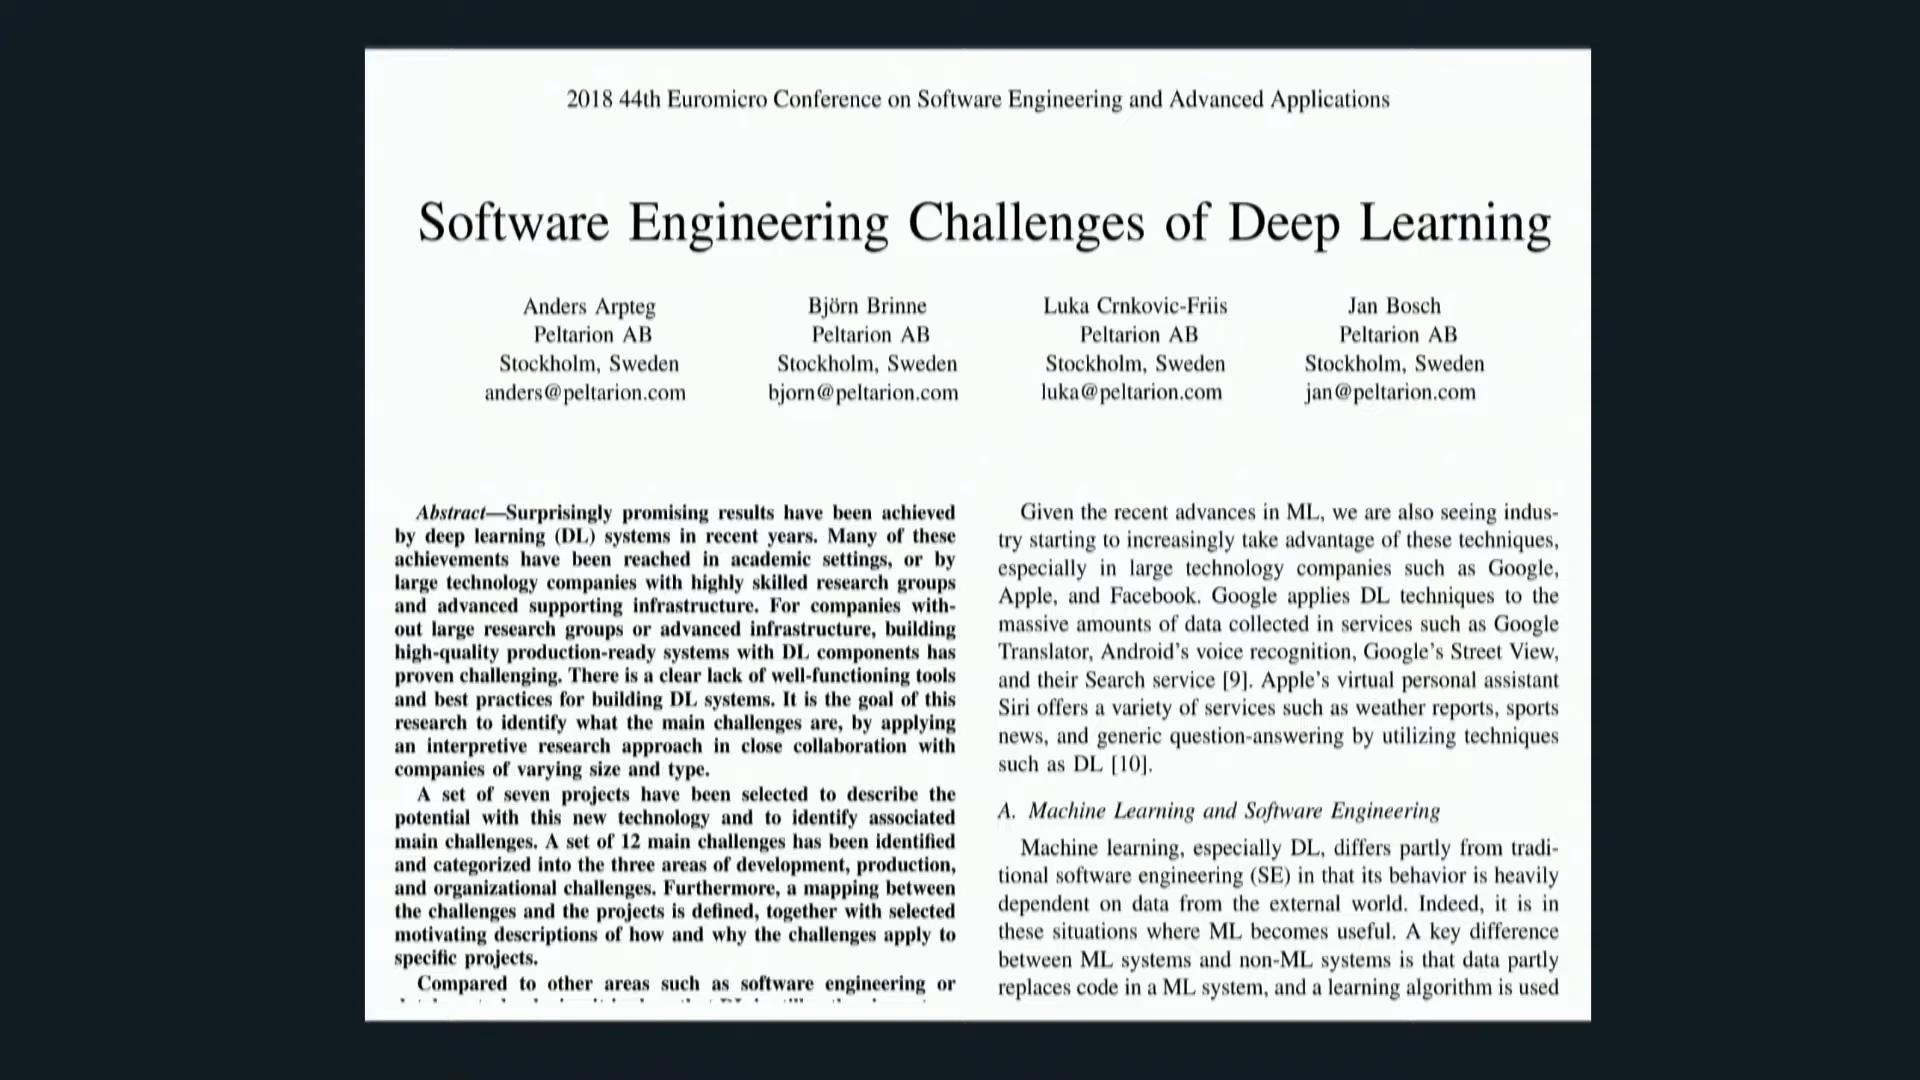 2018 44th Euromicro Conference on Software Engineering and Advanced Applications
Software Engineering Challenges of Deep Learning
Anders Arpteg
Peltarion AB
Stockholm, Sweden
anders@peltarion.com
Björn Brinne
Peltarion AB
Stockholm, Sweden
bjorn@peltarion.com
Luka Crnkovic-Friis
Peltarion AB
Stockholm, Sweden
luka@peltarion.com
Jan Bosch
Peltarion AB
Stockholm, Sweden
jan@peltarion.com
Abstract—Surprisingly promising results have been achieved
by deep learning (DL) systems in recent years. Many of these
achievements have been reached in academic settings, or by
large technology companies with highly skilled research groups
and advanced supporting infrastructure. For companies with-
out large research groups or advanced infrastructure, building
high-quality production-ready systems with DL components has
proven challenging. There is a clear lack of well-functioning tools
and best practices for building DL systems. It is the goal of this
research to identify what the main challenges are, by applying
an interpretive research approach in close collaboration with
companies of varying size and type.
A set of seven projects have been selected to describe the
potential with this new technology and to identify associated
main challenges. A set of 12 main challenges has been identified
and categorized into the three areas of development, production,
and organizational challenges. Furthermore, a mapping between
the challenges and the projects is defined, together with selected
motivating descriptions of how and why the challenges apply to
specific projects.
Compared to other areas such as software engineering or
Given the recent advances in ML, we are also seeing indus-
try starting to increasingly take advantage of these techniques,
especially in large technology companies such as Google,
Apple, and Facebook. Google applies DL techniques to the
massive amounts of data collected in services such as Google
Translator, Android's voice recognition, Google's Street View,
and their Search service [9]. Apple's virtual personal assistant
Siri offers a variety of services such as weather reports, sports
news, and generic question-answering by utilizing techniques
such as DL [10].
A. Machine Learning and Software Engineering
Machine learning, especially DL, differs partly from tradi-
tional software engineering (SE) in that its behavior is heavily
dependent on data from the external world. Indeed, it is in
these situations where ML becomes useful. A key difference
between ML systems and non-ML systems is that data partly
replaces code in a ML system, and a learning algorithm is used